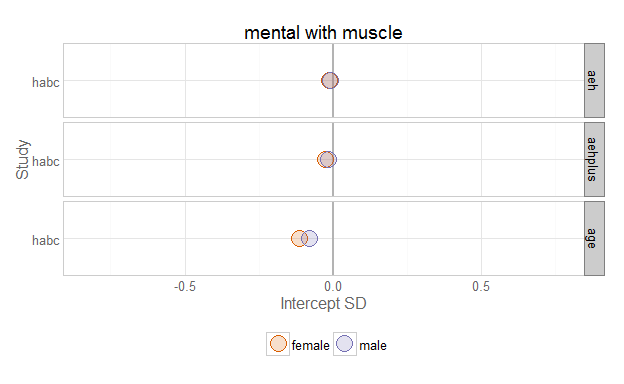 mental with muscle
habc
aeh
habc
aehplus
habc
age
Study
-0.5 0.0 0.5
Intercept SD
female male